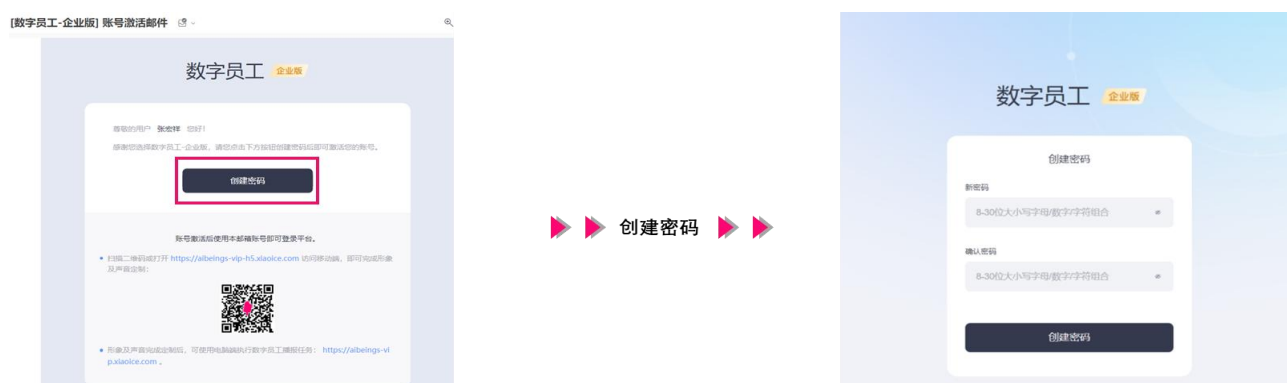 [数字员工-企业版] 账号激活邮件
数字员工 企业版
尊敬的用户 张宏祥 您好！
感谢您选择数字员工-企业版，请您点击下方按钮创建密码后即可激活您的账号。
创建密码
账号激活后使用本邮箱账号即可登录平台。
扫描二维码或打开 https://aibeings-vip-h5.xiaoice.com 访问移动端，即可完成形象
及声音定制；
形象及声音完成定制后，可使用电脑端执行数字员工播报任务： https://aibeings-vi
p.xiaoice.com 。
创建密码
数字员工 企业版
创建密码
新密码
8-30位大小写字母/数字/字符组合
确认密码
8-30位大小写字母/数字/字符组合
创建密码